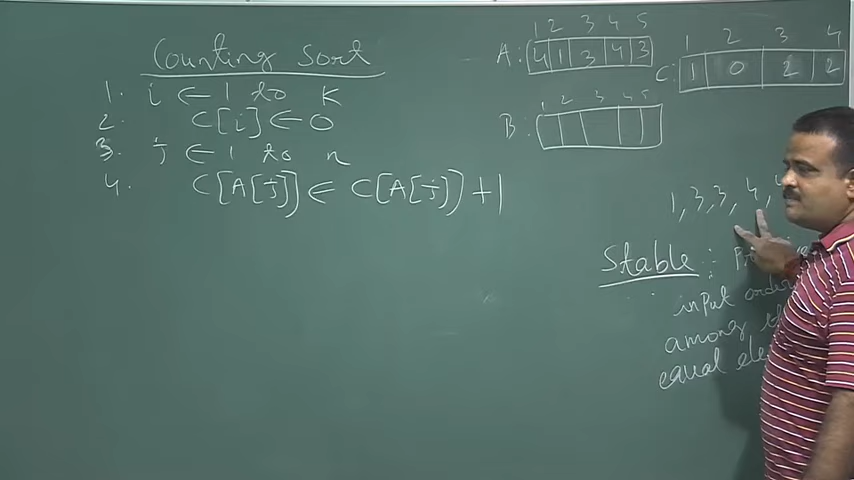 Counting Sort
1. i ← 1 to K
2. C[i] ← 0
3. j ← 1 to n
4. C[A[j]] ← C[A[j]] + 1
1 2 3 4 5
A: 4 1 3 4 3
1 2 3 4 5
B:
1 2 3 4
C: 1 0 2 2
1, 3, 3, 4,
Stable :
input order
among
equal ele